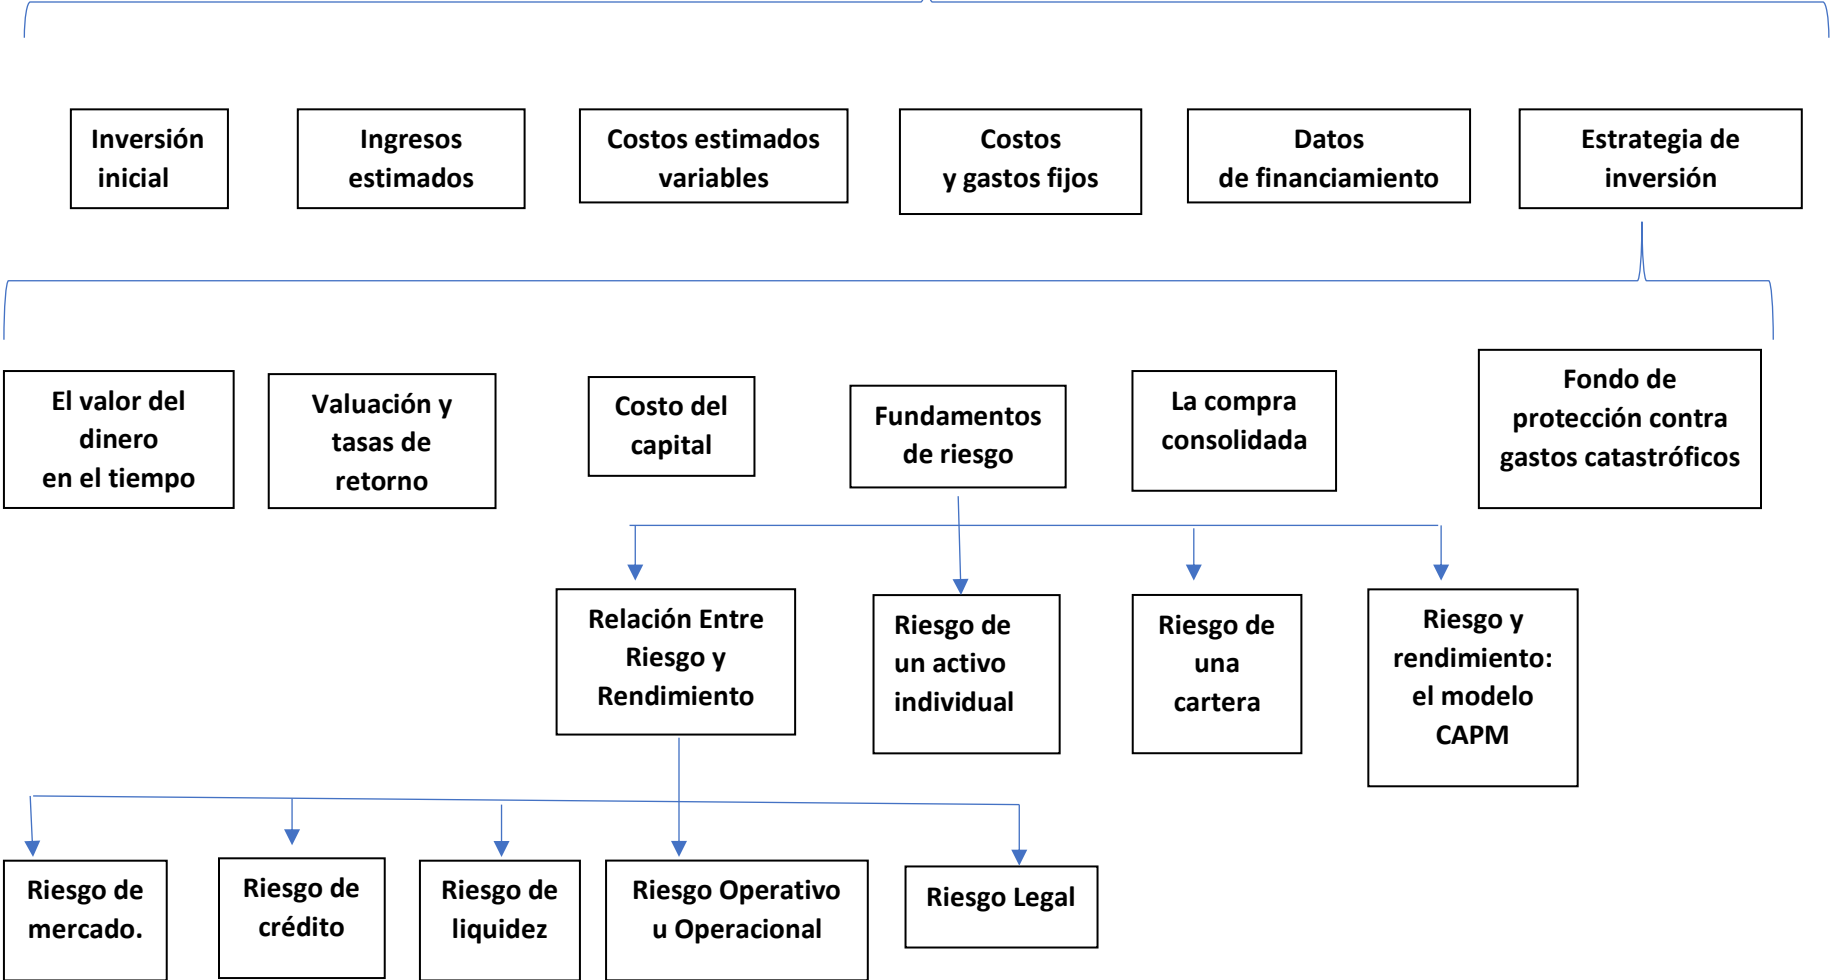 Inversión
inicial
Ingresos
estimados
Costos estimados
variables
Costos
y gastos fijos
Datos
de financiamiento
Estrategia de
inversión
El valor del
dinero
en el tiempo
Valuación y
tasas de
retorno
Costo del
capital
Fundamentos
de riesgo
La compra
consolidada
Fondo de
protección contra
gastos catastróficos
Relación Entre
Riesgo y
Rendimiento
Riesgo de
un activo
individual
Riesgo de
una
cartera
Riesgo y
rendimiento:
el modelo
CAPM
Riesgo de
mercado.
Riesgo de
crédito
Riesgo de
liquidez
Riesgo Operativo
u Operacional
Riesgo Legal